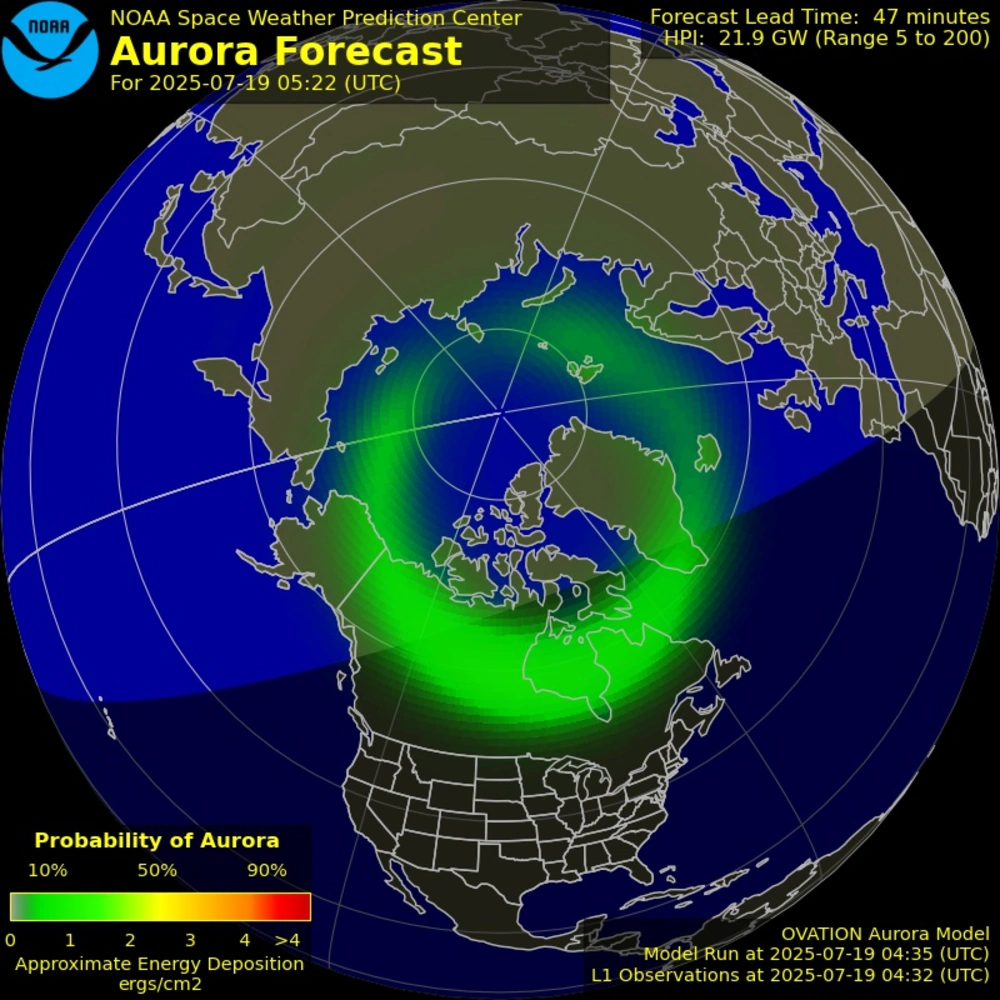 NOAA
NOAA Space Weather Prediction Center
Aurora Forecast
For 2025-07-19 05:22 (UTC)
Forecast Lead Time: 47 minutes
HPI: 21.9 GW (Range 5 to 200)
Probability of Aurora
10% 50% 90%
0 1 2 3 4 >4
Approximate Energy Deposition
ergs/cm2
OVATION Aurora Model
Model Run at 2025-07-19 04:35 (UTC)
L1 Observations at 2025-07-19 04:32 (UTC)